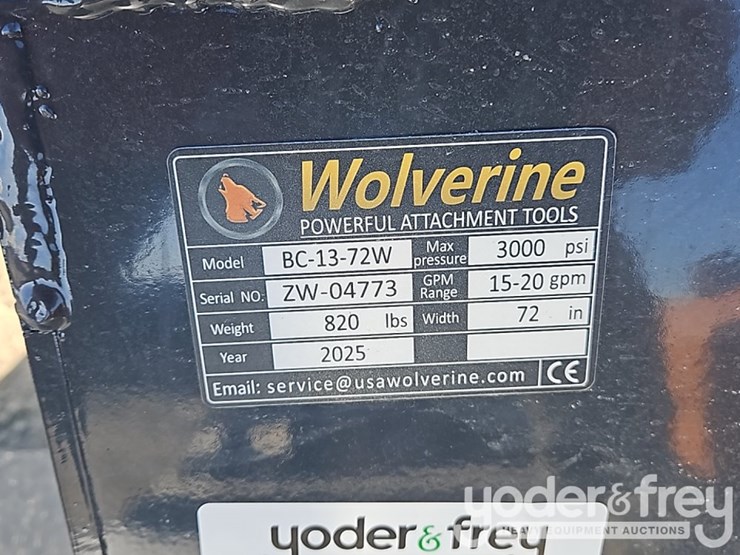 Wolverine
POWERFUL ATTACHMENT TOOLS
Model BC-13-72W Max pressure 3000 psi
Serial NO: ZW-04773 GPM Range 15-20 gpm
Weight 820 lbs Width 72 in
Year 2025
Email: service@usawolverine.com CE
yoder&frey
yoder&frey
HEAVY EQUIPMENT AUCTIONS